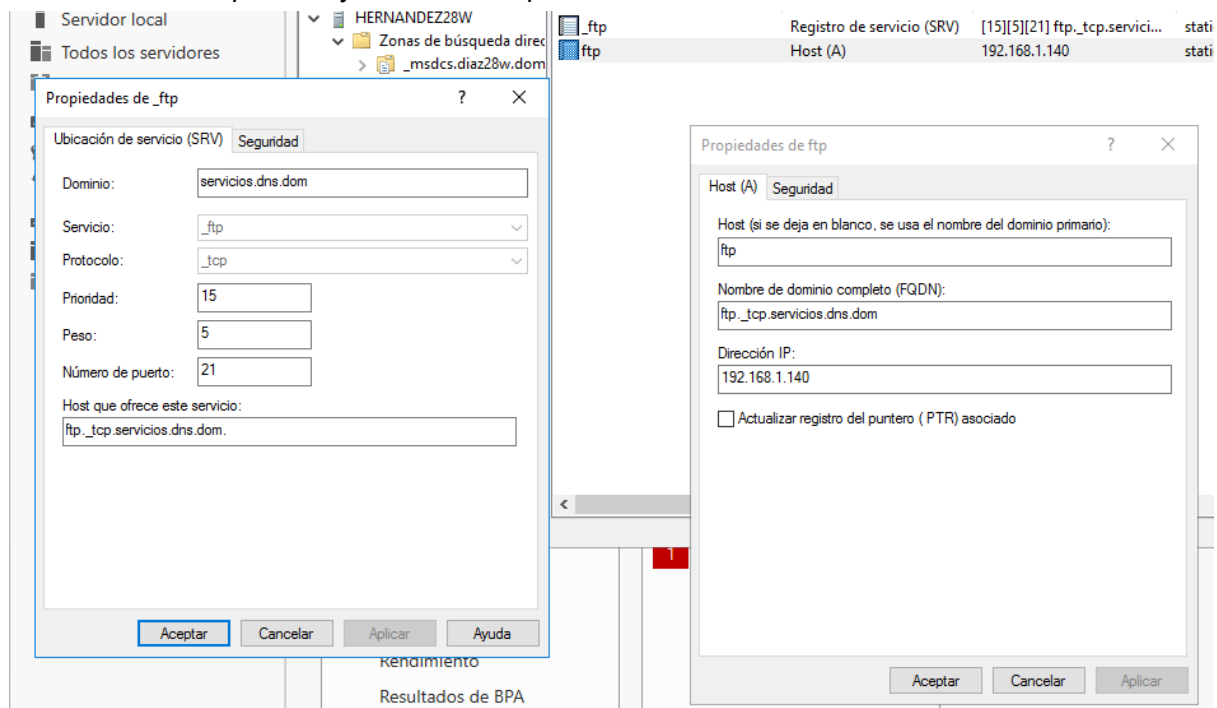 Servidor local
Todos los servidores
HERNANDEZ28W
Zonas de búsqueda direc
_msdcs.diaz28w.dom
_ftp Registro de servicio (SRV) [15][5][21] ftp._tcp.servici... stati
ftp Host (A) 192.168.1.140 stati
Propiedades de _ftp ? ×
Ubicación de servicio (SRV) Seguridad
Dominio: servicios.dns.dom
Servicio: _ftp
Protocolo: _tcp
Prioridad: 15
Peso: 5
Número de puerto: 21
Host que ofrece este servicio:
ftp._tcp.servicios.dns.dom.
Aceptar Cancelar Aplicar Ayuda
Propiedades de ftp ? ×
Host (A) Seguridad
Host (si se deja en blanco, se usa el nombre del dominio primario):
ftp
Nombre de dominio completo (FQDN):
ftp._tcp.servicios.dns.dom
Dirección IP:
192.168.1.140
Actualizar registro del puntero ( PTR) asociado
Aceptar Cancelar Aplicar
1
Rendimiento
Resultados de BPA